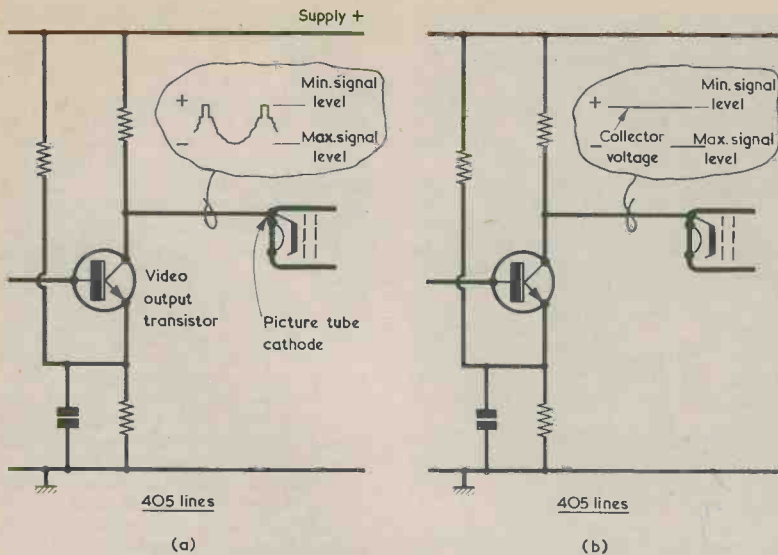 Supply +
+
Min. signal
level
-
Max. signal
level
Video
output
transistor
Picture tube
cathode
405 lines
(a)
+
Min. signal
level
-
Collector
voltage
Max. signal
level
405 lines
(b)